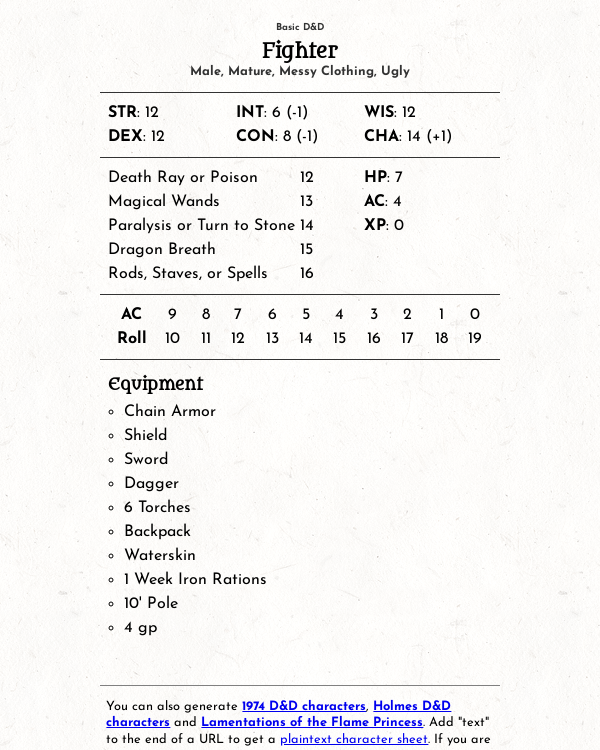 Basic D&D
Fighter
Male, Mature, Messy Clothing, Ugly
STR: 12 INT: 6 (-1) WIS: 12
DEX: 12 CON: 8 (-1) CHA: 14 (+1)
Death Ray or Poison 12 HP: 7
Magical Wands 13 AC: 4
Paralysis or Turn to Stone 14 XP: 0
Dragon Breath 15
Rods, Staves, or Spells 16
AC 9 8 7 6 5 4 3 2 1 0
Roll 10 11 12 13 14 15 16 17 18 19
Equipment
Chain Armor
Shield
Sword
Dagger
6 Torches
Backpack
Waterskin
1 Week Iron Rations
10' Pole
4 gp
You can also generate 1974 D&D characters, Holmes D&D
characters and Lamentations of the Flame Princess. Add "text"
to the end of a URL to get a plaintext character sheet. If you are